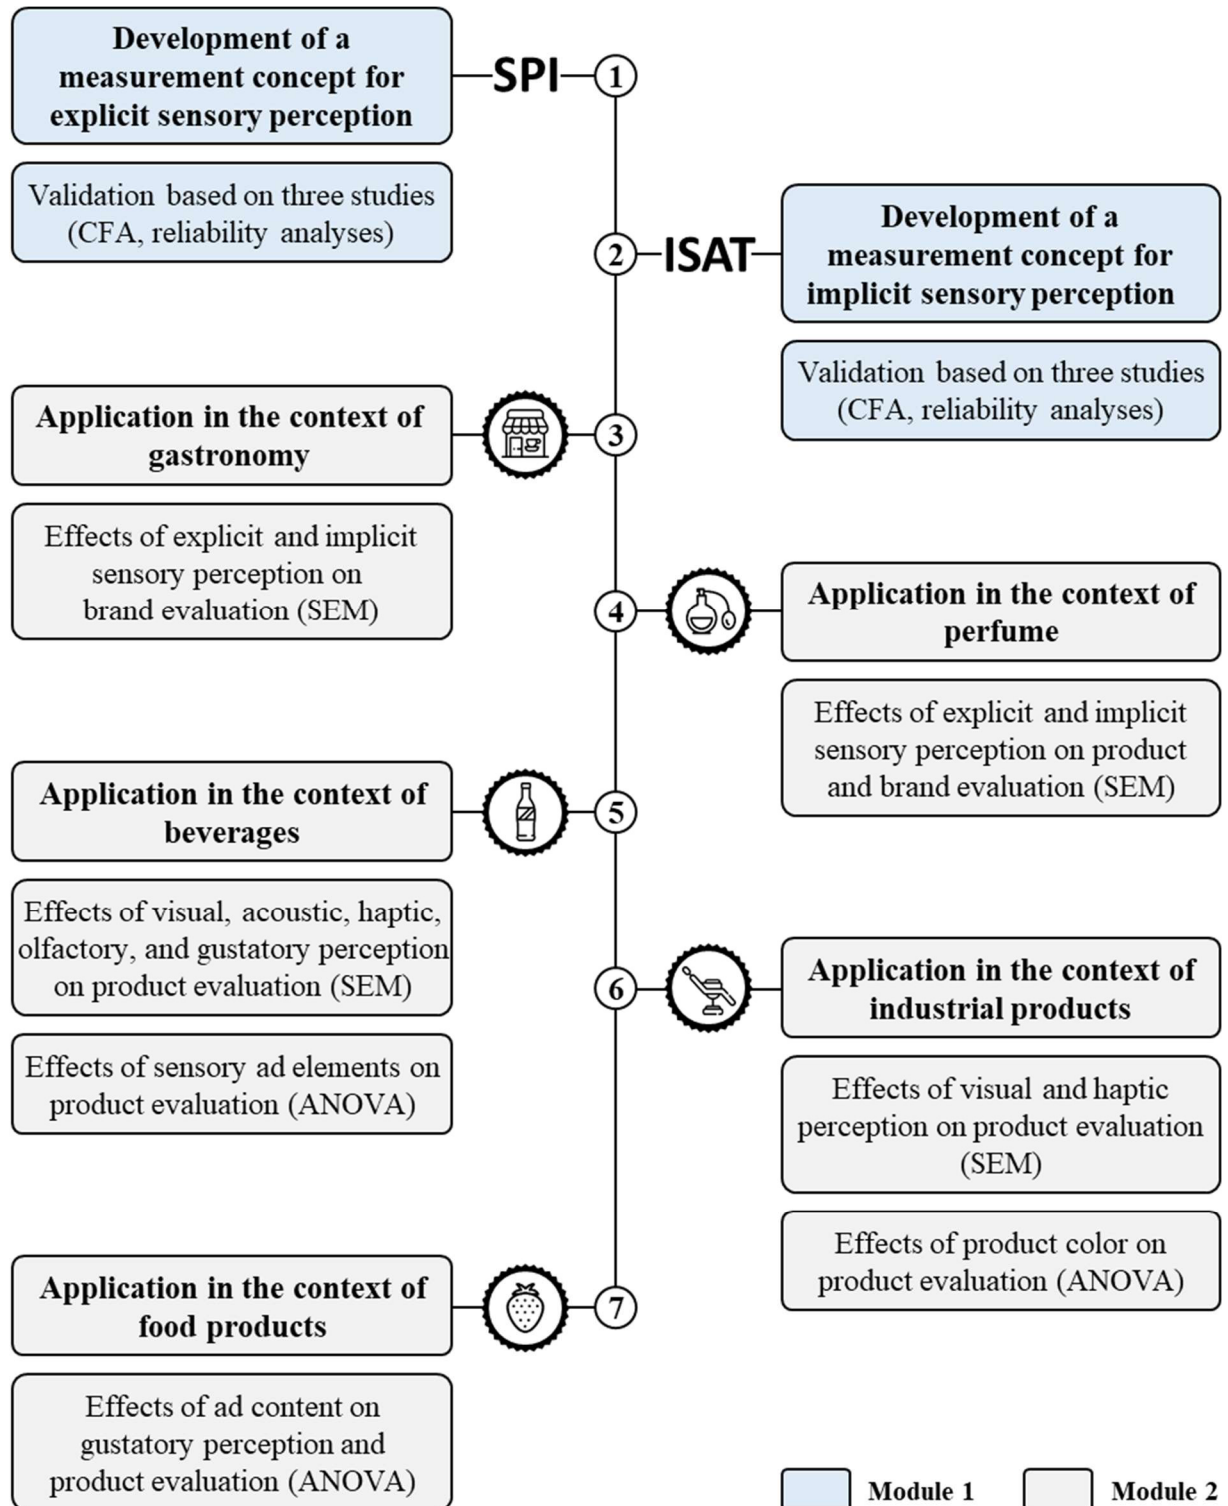 Development of a
measurement concept for
explicit sensory perception
SPI
1
Validation based on three studies
(CFA, reliability analyses)
2
ISAT
Development of a
measurement concept for
implicit sensory perception
Validation based on three studies
(CFA, reliability analyses)
Application in the context of
gastronomy
3
Effects of explicit and implicit
sensory perception on
brand evaluation (SEM)
4
Application in the context of
perfume
Effects of explicit and implicit
sensory perception on product
and brand evaluation (SEM)
Application in the context of
beverages
5
Effects of visual, acoustic, haptic,
olfactory, and gustatory perception
on product evaluation (SEM)
Effects of sensory ad elements on
product evaluation (ANOVA)
6
Application in the context of
industrial products
Effects of visual and haptic
perception on product evaluation
(SEM)
Effects of product color on
product evaluation (ANOVA)
Application in the context of
food products
7
Effects of ad content on
gustatory perception and
product evaluation (ANOVA)
Module 1
Module 2